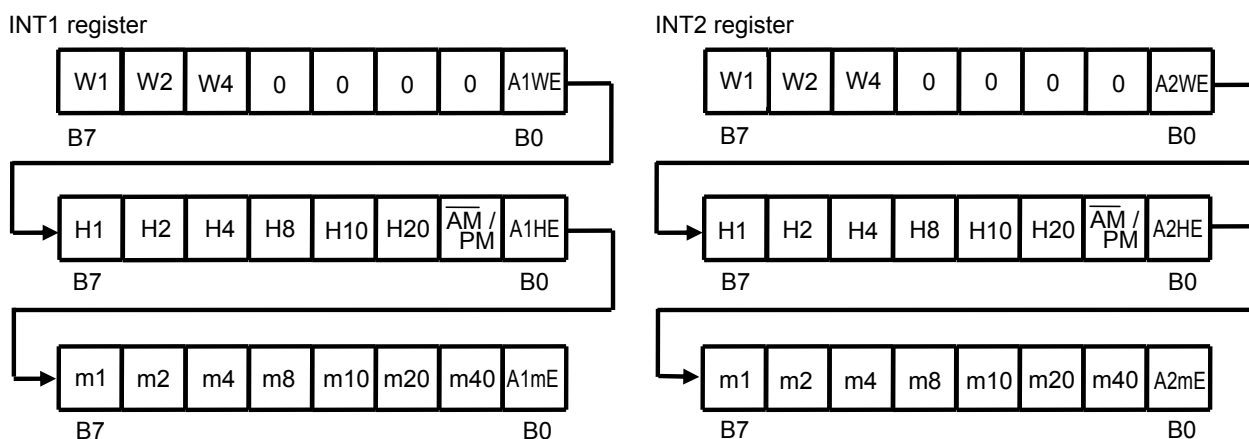 INT1 register
W1 W2 W4 0 0 0 0 A1WE
B7 B0
H1 H2 H4 H8 H10 H20 AM / PM A1HE
B7 B0
m1 m2 m4 m8 m10 m20 m40 A1mE
B7 B0
INT2 register
W1 W2 W4 0 0 0 0 A2WE
B7 B0
H1 H2 H4 H8 H10 H20 AM / PM A2HE
B7 B0
m1 m2 m4 m8 m10 m20 m40 A2mE
B7 B0